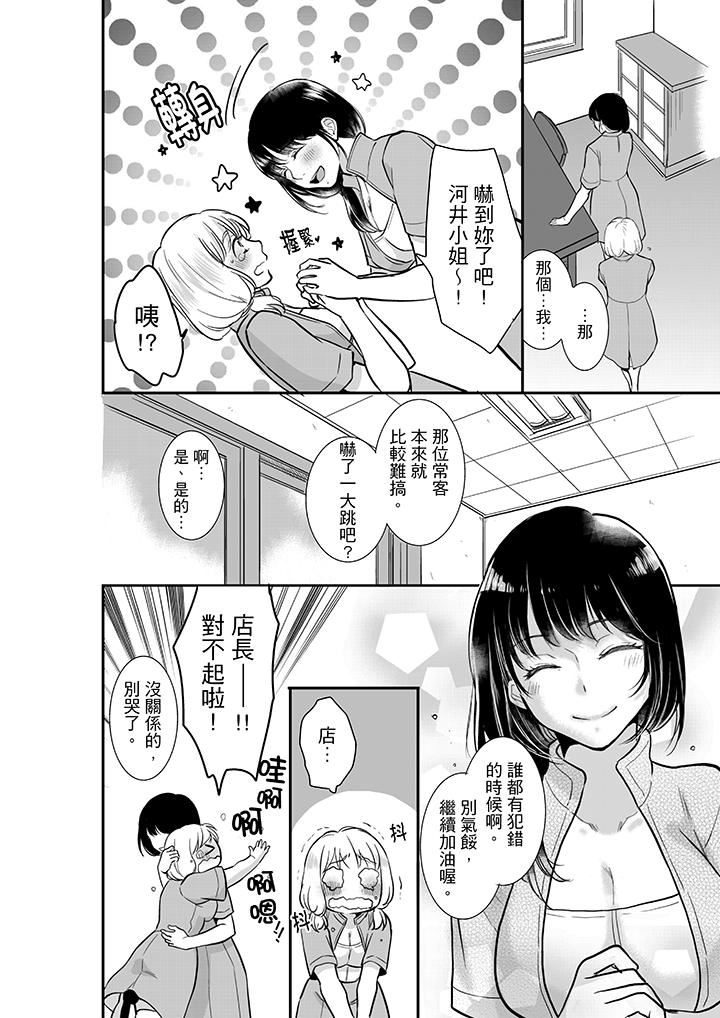 …那
那個…我…
嚇到妳了吧！
河井小姐～！
轉身
握緊
咦!?
那位常客
本來就
比較難搞。
嚇了一大跳吧？
啊…
是、是的…
誰都有犯錯
的時候啊。
別氣餒，
繼續加油喔。
店…
抖
抖
店長——!!
對不起啦！
哇啊
啊
啊
嗯!!
沒關係的，
別哭了。